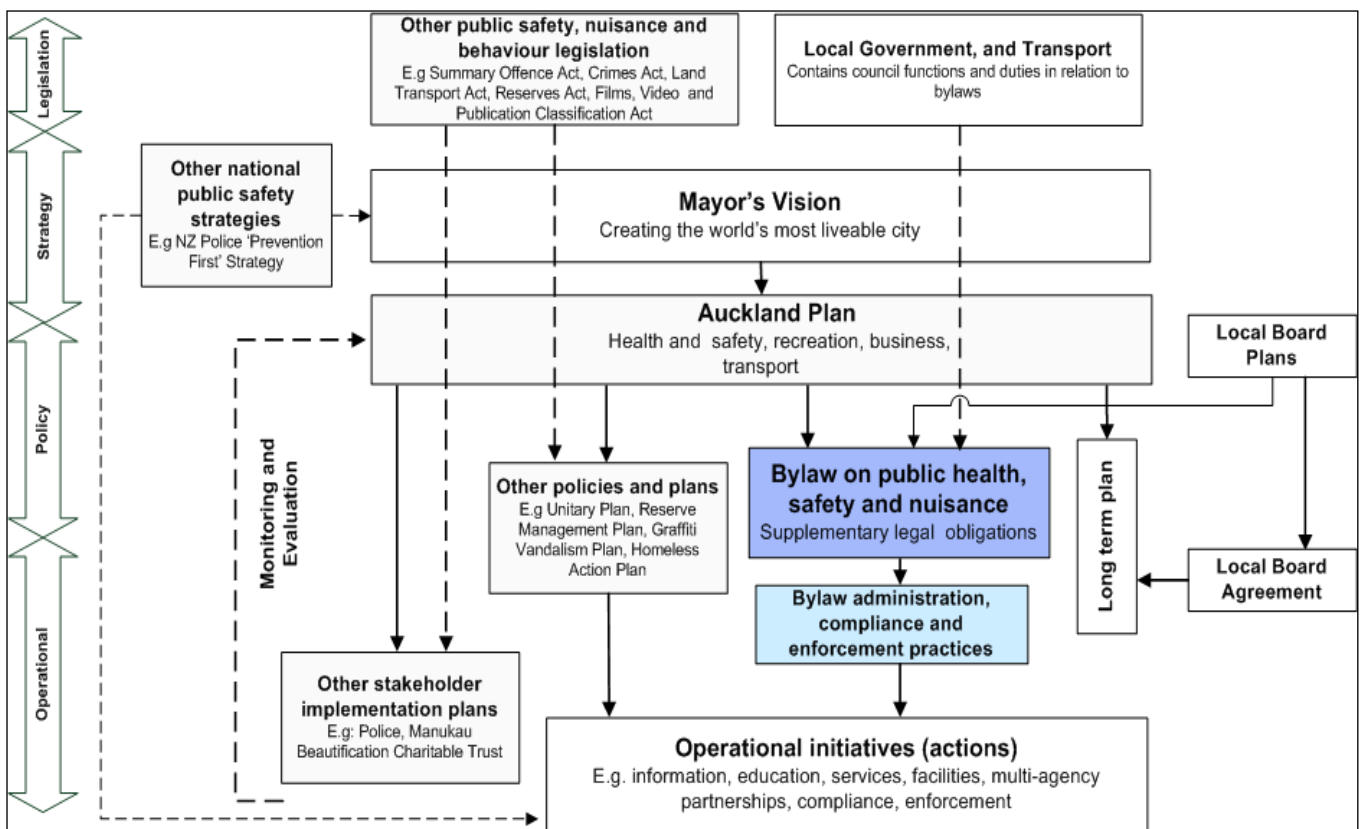 Legislation
Strategy
Policy
Operational
Other public safety, nuisance and
behaviour legislation
E.g Summary Offence Act, Crimes Act, Land
Transport Act, Reserves Act, Films, Video and
Publication Classification Act
Local Government, and Transport
Contains council functions and duties in relation to
bylaws
Other national
public safety
strategies
E.g NZ Police ‘Prevention
First’ Strategy
Mayor’s Vision
Creating the world’s most liveable city
Auckland Plan
Health and safety, recreation, business,
transport
Local Board
Plans
Monitoring and
Evaluation
Other policies and plans
E.g Unitary Plan, Reserve
Management Plan, Graffiti
Vandalism Plan, Homeless
Action Plan
Bylaw on public health,
safety and nuisance
Supplementary legal obligations
Long term plan
Local Board
Agreement
Bylaw administration,
compliance and
enforcement practices
Other stakeholder
implementation plans
E.g: Police, Manukau
Beautification Charitable Trust
Operational initiatives (actions)
E.g. information, education, services, facilities, multi-agency
partnerships, compliance, enforcement